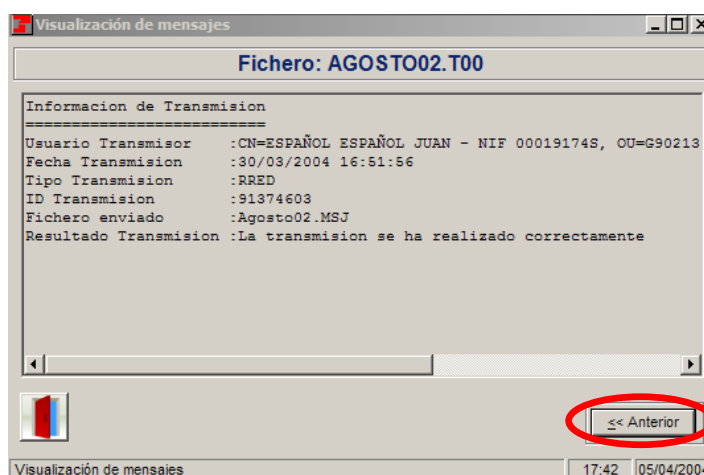 Visualización de mensajes
Fichero: AGOSTO02.T00
Informacion de Transmision
==========================
Usuario Transmisor :CN=ESPAÑOL ESPAÑOL JUAN - NIF 00019174S, OU=G90213
Fecha Transmision :30/03/2004 16:51:56
Tipo Transmision :RRED
ID Transmision :91374603
Fichero enviado :Agosto02.MSJ
Resultado Transmision :La transmision se ha realizado correctamente
<< Anterior
Visualización de mensajes 17:42 05/04/2004